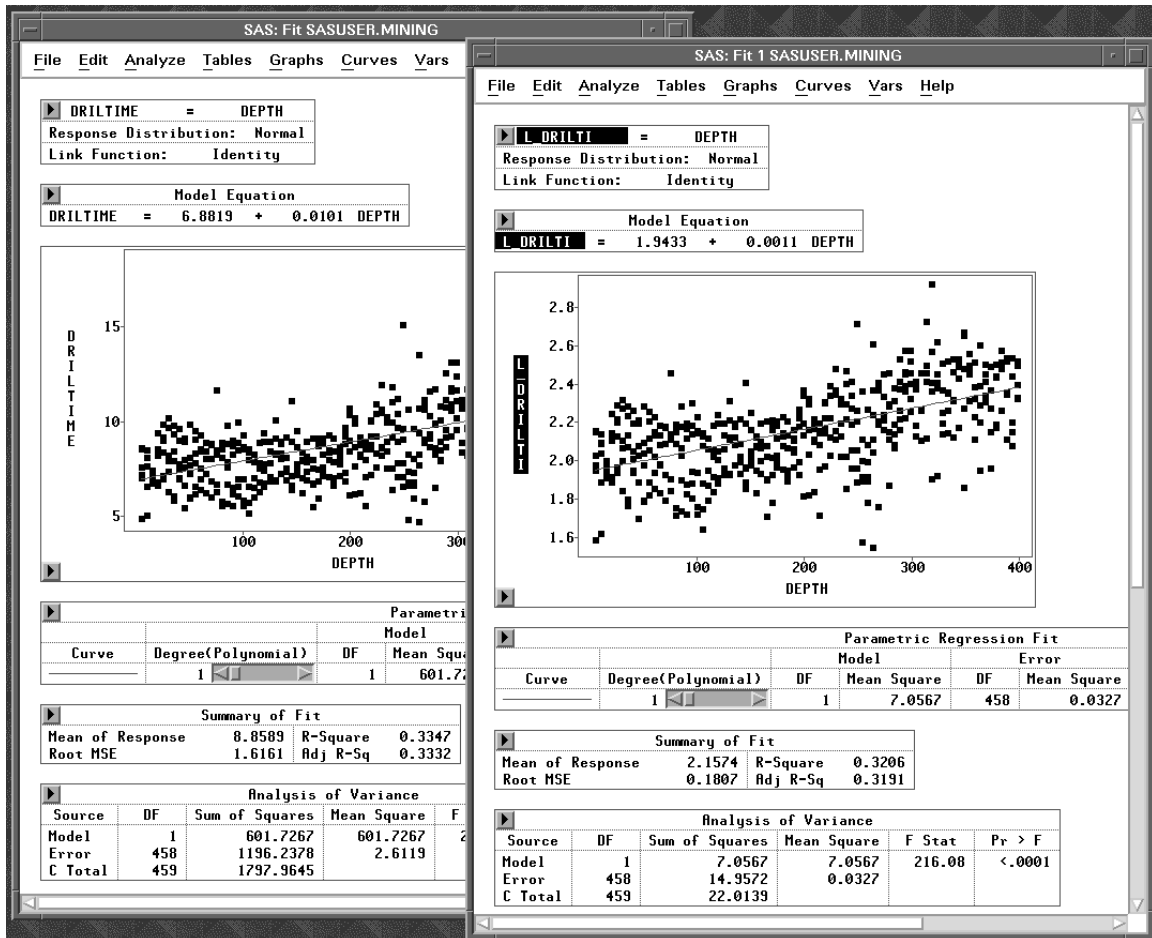 SAS: Fit SASUSER.MINING
File Edit Analyze Tables Graphs Curves Vars
DRILTIME = DEPTH
Response Distribution: Normal
Link Function: Identity
Model Equation
DRILTIME = 6.8819 + 0.0101 DEPTH
DRILTIME
15
10
5
100 200 30
DEPTH
Parametri
Model
Curve Degree(Polynomial) DF Mean Squa
1 1 601.72
Summary of Fit
Mean of Response 8.8589 R-Square 0.3347
Root MSE 1.6161 Adj R-Sq 0.3332
Analysis of Variance
Source DF Sum of Squares Mean Square F
Model 1 601.7267 601.7267 2
Error 458 1196.2378 2.6119
C Total 459 1797.9645
SAS: Fit 1 SASUSER.MINING
File Edit Analyze Tables Graphs Curves Vars Help
L_DRILTI = DEPTH
Response Distribution: Normal
Link Function: Identity
Model Equation
L_DRILTI = 1.9433 + 0.0011 DEPTH
L_DRILTI
2.8
2.6
2.4
2.2
2.0
1.8
1.6
100 200 300 400
DEPTH
Parametric Regression Fit
Model Error
Curve Degree(Polynomial) DF Mean Square DF Mean Square
1 1 7.0567 458 0.0327
Summary of Fit
Mean of Response 2.1574 R-Square 0.3206
Root MSE 0.1807 Adj R-Sq 0.3191
Analysis of Variance
Source DF Sum of Squares Mean Square F Stat Pr > F
Model 1 7.0567 7.0567 216.08 <.0001
Error 458 14.9572 0.0327
C Total 459 22.0139